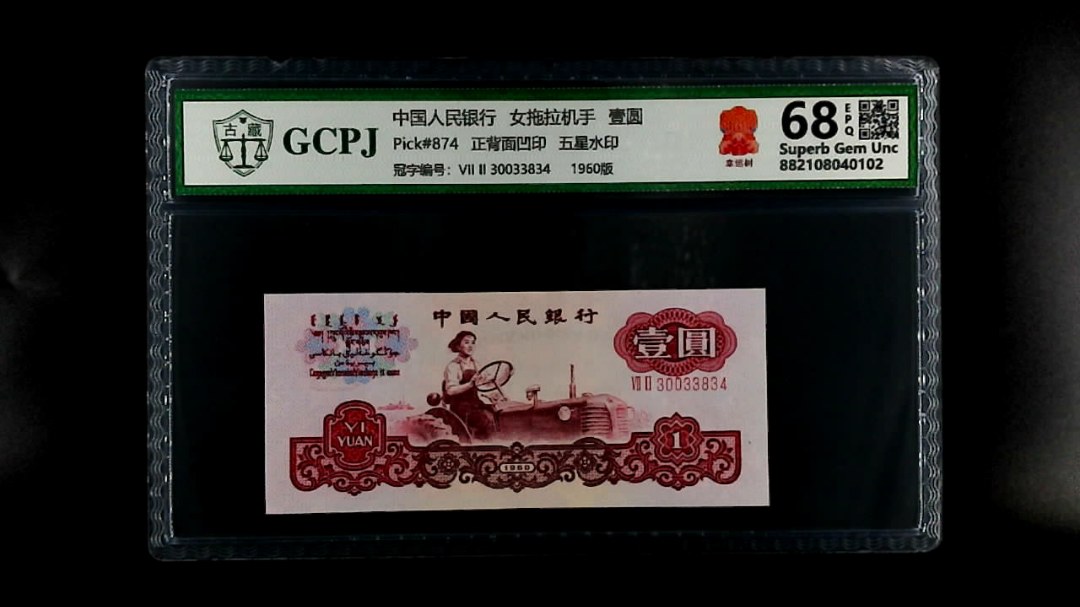 古藏
GCPJ
中国人民银行 女拖拉机手 壹圆
Pick#874 正背面凹印 五星水印
冠字编号：VII II 30033834 1960版
68 EPQ
Superb Gem Unc
882108040102
中國人民銀行
壹圓
VII II 30033834
YI
YUAN
1
1960